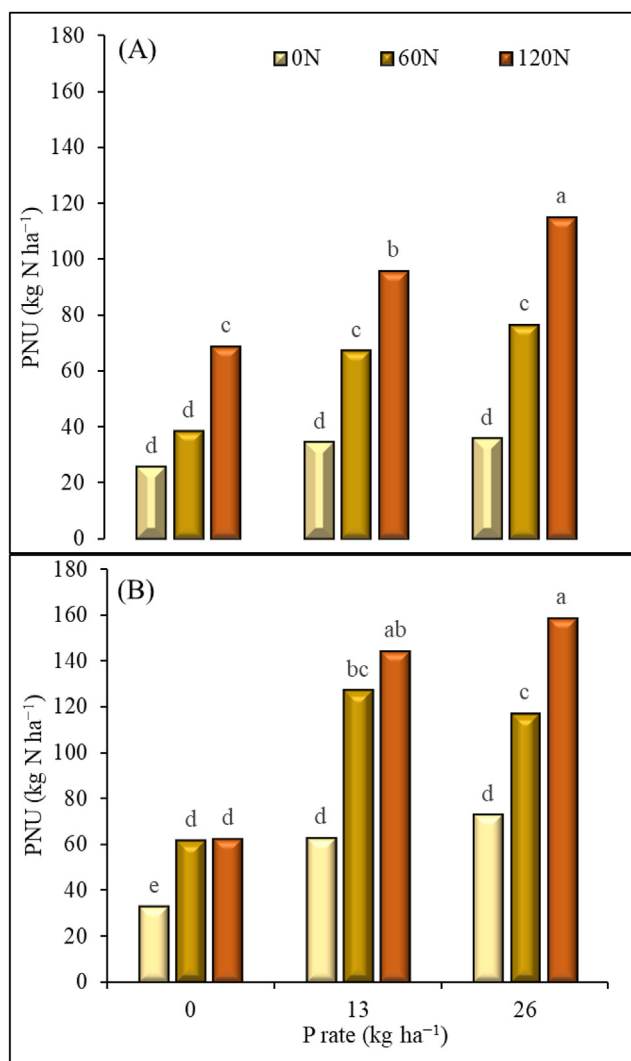 (A)
0N 60N 120N
180
160
140
120
100
80
60
40
20
0
PNU (kg N ha⁻¹)
d d c
d c b
d c a
(B)
180
160
140
120
100
80
60
40
20
0
PNU (kg N ha⁻¹)
e d d
d bc ab
d c a
0 13 26
P rate (kg ha⁻¹)